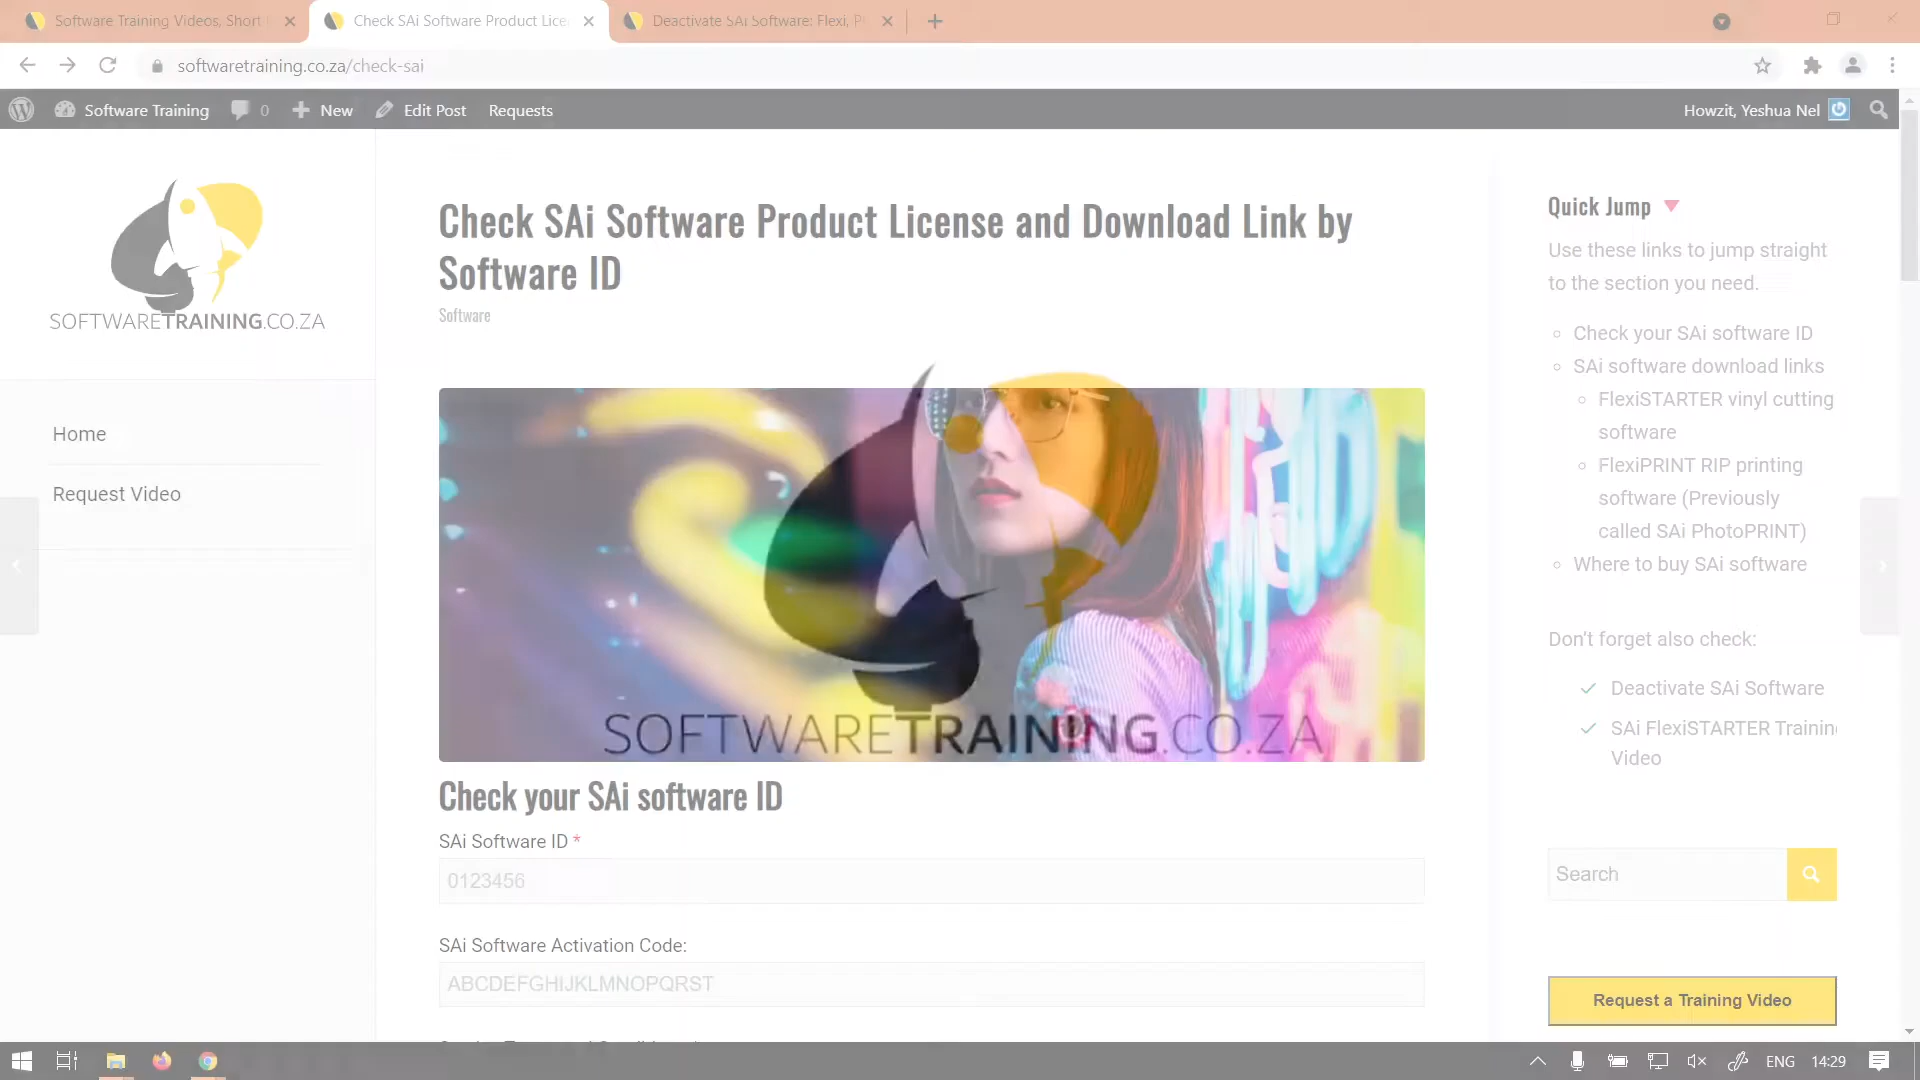 Software Training Videos, Short
Check SAi Software Product Lice
Deactivate SAi Software: Flexi, P
softwaretraining.co.za/check-sai
Software Training
0
New
Edit Post
Requests
Howzit, Yeshua Nel
SOFTWARETRAINING.CO.ZA
Home
Request Video
Check SAi Software Product License and Download Link by
Software ID
Software
SOFTWARETRAINING.CO.ZA
Check your SAi software ID
SAi Software ID *
0123456
SAi Software Activation Code:
ABCDEFGHIJKLMNOPQRST
Quick Jump
Use these links to jump straight
to the section you need.
Check your SAi software ID
SAi software download links
FlexiSTARTER vinyl cutting
software
FlexiPRINT RIP printing
software (Previously
called SAi PhotoPRINT)
Where to buy SAi software
Don't forget also check:
Deactivate SAi Software
SAi FlexiSTARTER Training
Video
Search
Request a Training Video
ENG
14:29